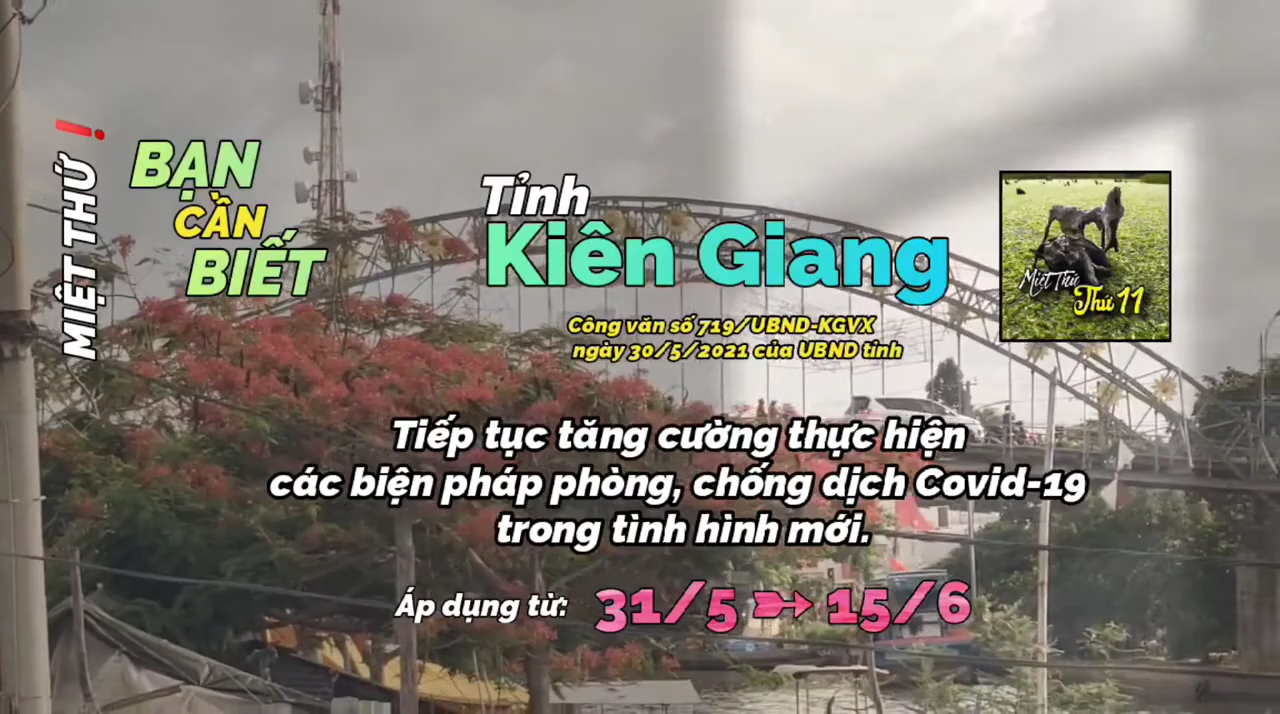 MIỆT THỨ !
BẠN
CẦN
BIẾT
Tỉnh
Kiên Giang
Công văn số 719/UBND-KGVX
ngày 30/5/2021 của UBND tỉnh
Miệt Thứ
Thứ 11
Tiếp tục tăng cường thực hiện
các biện pháp phòng, chống dịch Covid-19
trong tình hình mới.
Áp dụng từ: 31/5 ➳ 15/6